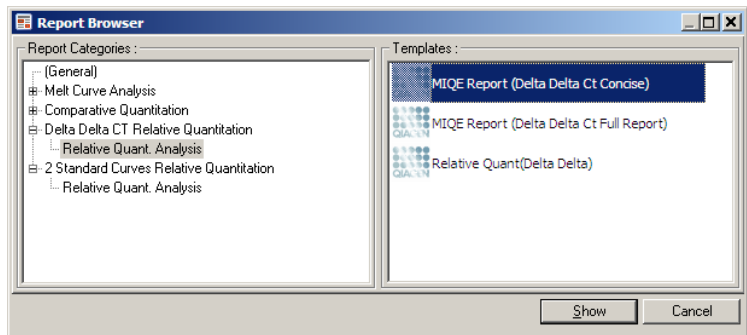 Report Browser
Report Categories :
(General)
Melt Curve Analysis
Comparative Quantitation
Delta Delta CT Relative Quantitation
Relative Quant. Analysis
2 Standard Curves Relative Quantitation
Relative Quant. Analysis
Templates :
MIQE Report (Delta Delta Ct Concise)
QIAGEN
MIQE Report (Delta Delta Ct Full Report)
QIAGEN
Relative Quant(Delta Delta)
Show
Cancel